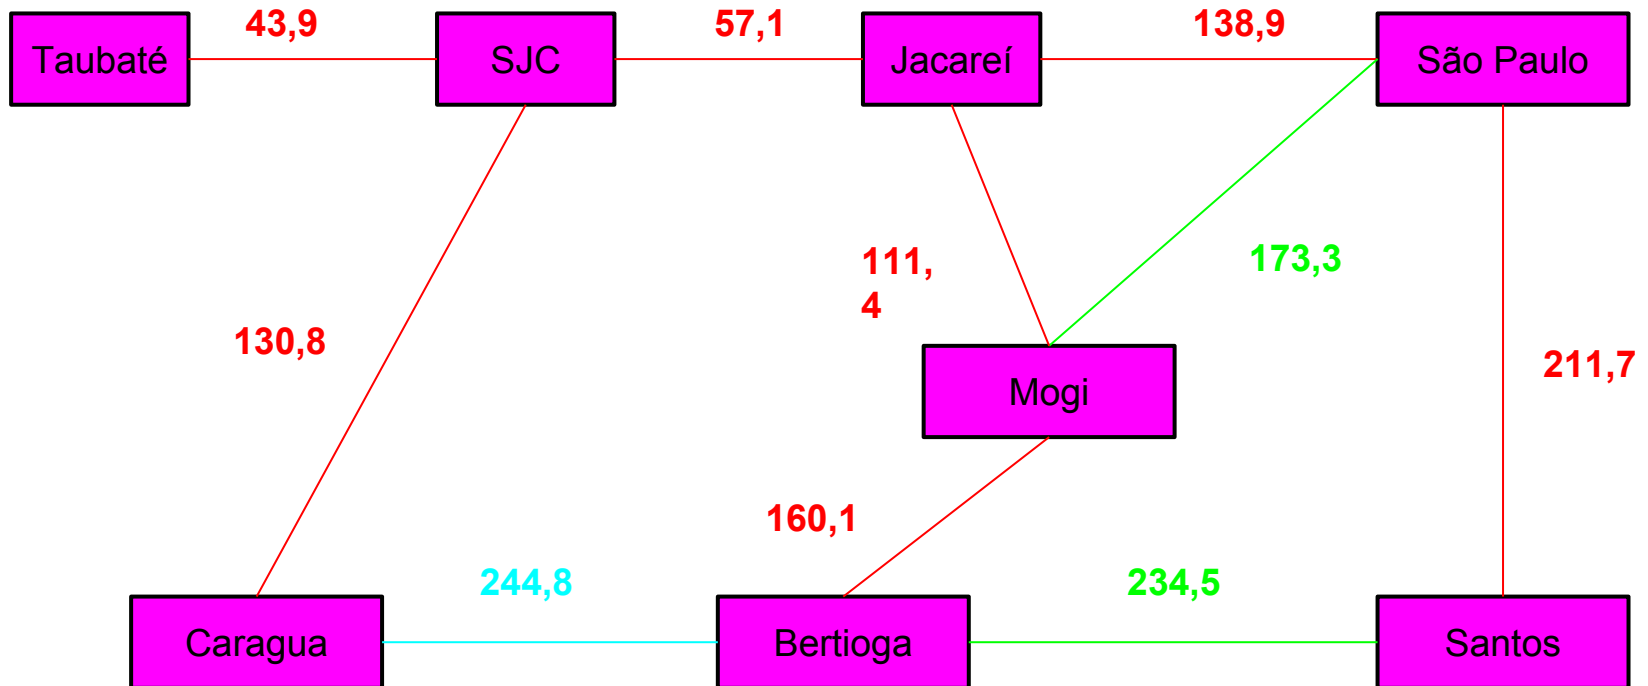 43,9
57,1
138,9
Taubaté
SJC
Jacareí
São Paulo
111,
4
173,3
130,8
211,7
Mogi
160,1
244,8
234,5
Caragua
Bertioga
Santos